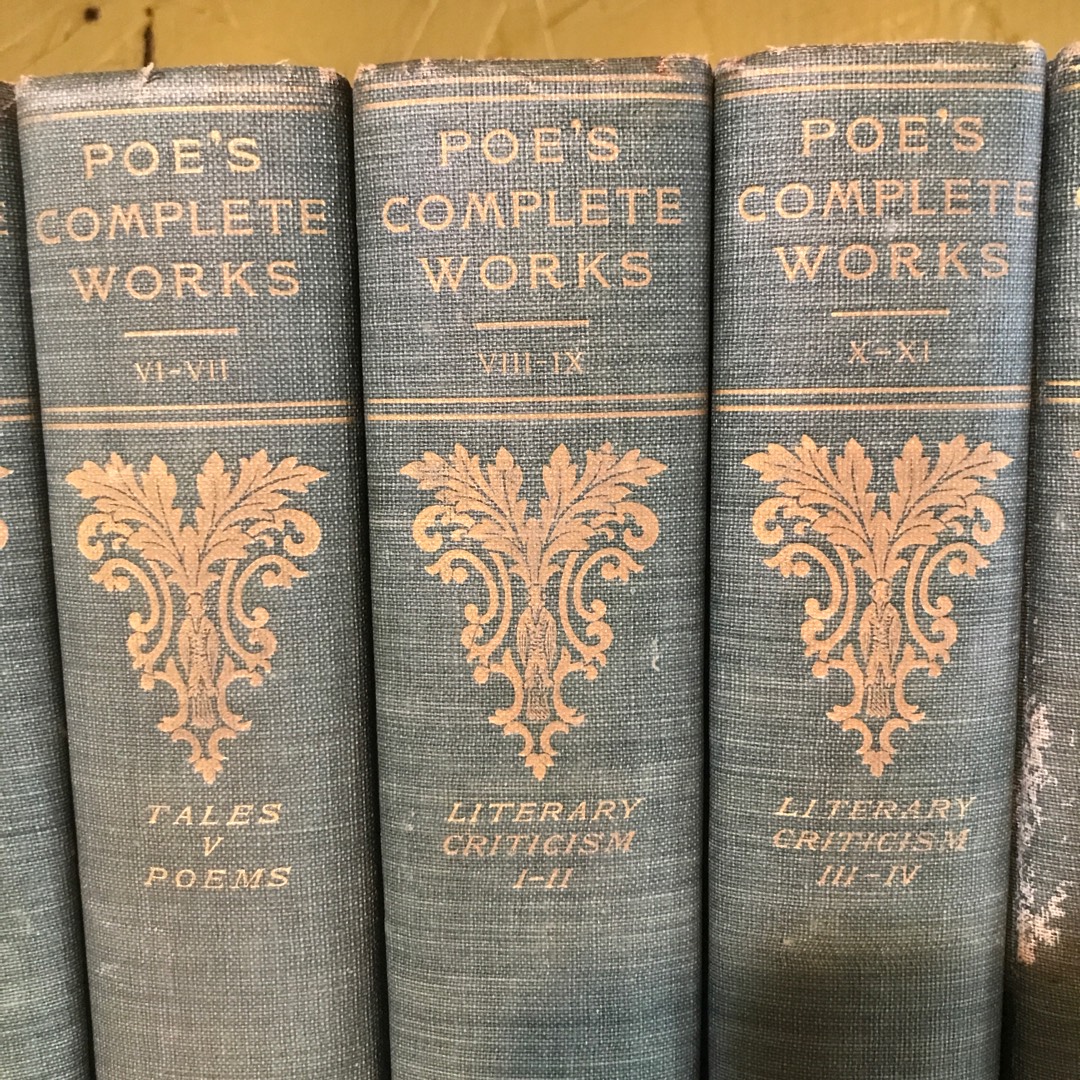 POE'S
COMPLETE
WORKS
VI-VII
TALES
V
POEMS
POE'S
COMPLETE
WORKS
VIII-IX
LITERARY
CRITICISM
I-II
POE'S
COMPLETE
WORKS
X-XI
LITERARY
CRITICISM
III-IV